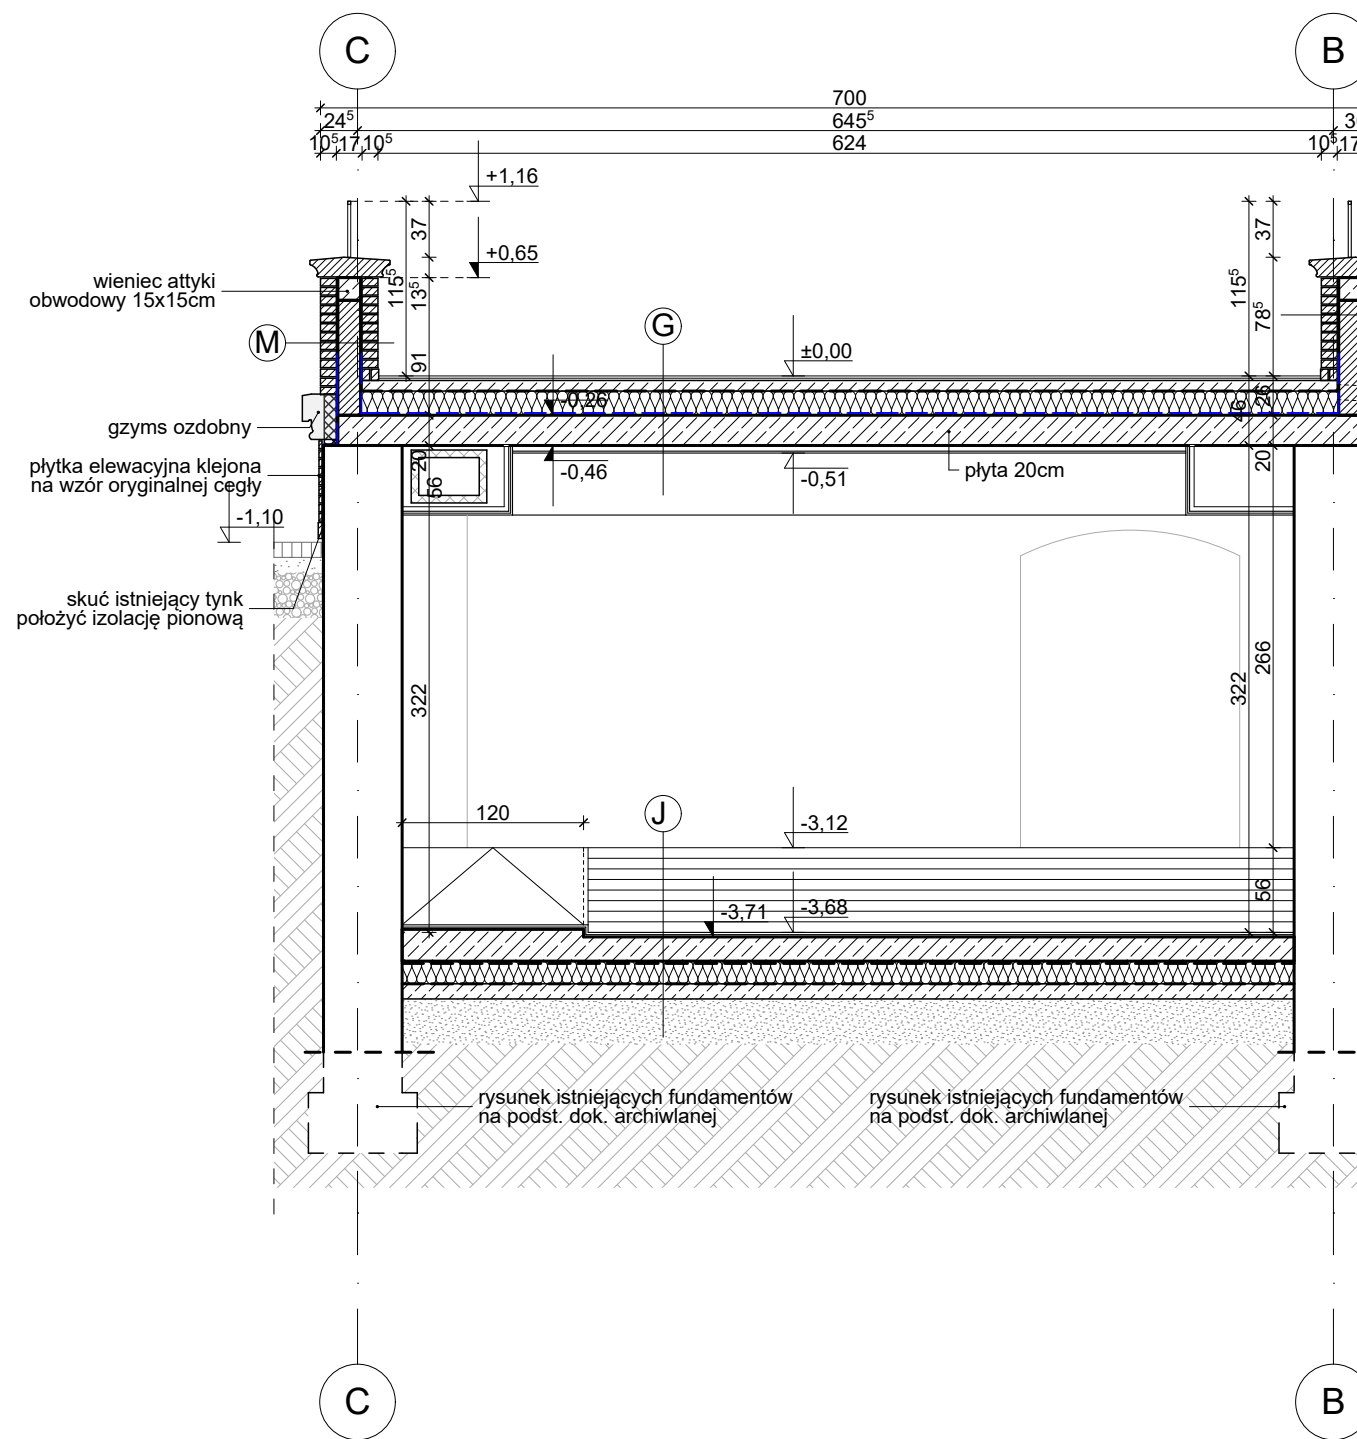 C
B
700
24⁵
645⁵
3
10⁵
17
10⁵
624
10⁵
17
+1,16
37
37
+0,65
wieniec attyki
obwodowy 15x15cm
115⁵
13⁵
115⁵
78⁵
M
G
±0,00
91
-0,26
46
26
gzyms ozdobny
płytka elewacyjna klejona
na wzór oryginalnej cegły
20
56
-0,46
-0,51
płyta 20cm
20
-1,10
skuć istniejący tynk
położyć izolację pionową
322
322
266
120
J
-3,12
-3,71
-3,68
56
rysunek istniejących fundamentów
na podst. dok. archiwlanej
rysunek istniejących fundamentów
na podst. dok. archiwlanej
C
B